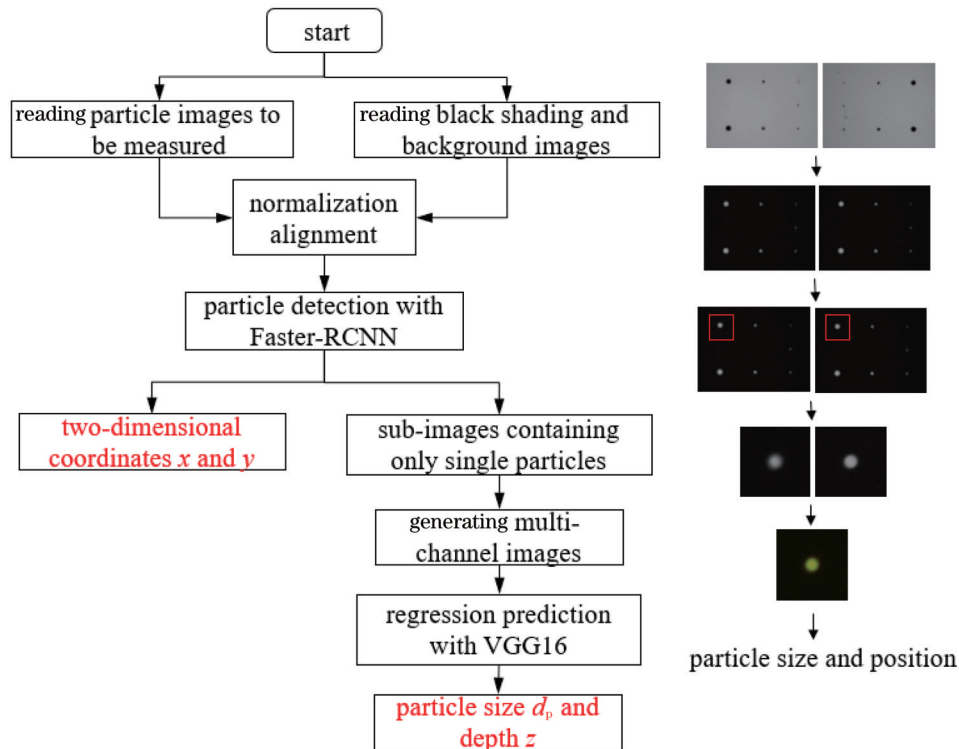 start
reading particle images to
be measured
reading black shading and
background images
normalization
alignment
particle detection with
Faster-RCNN
two-dimensional
coordinates x and y
sub-images containing
only single particles
generating multi-
channel images
regression prediction
with VGG16
particle size dₚ and
depth z
particle size and position